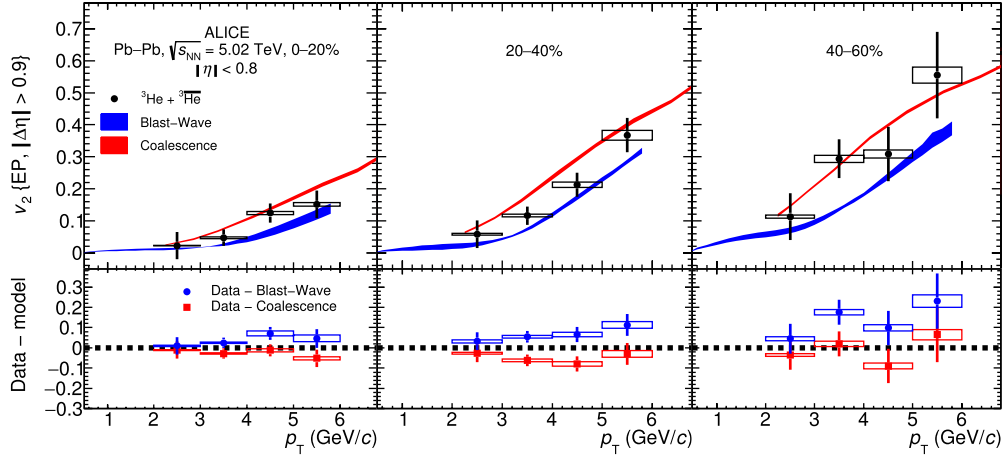 ALICE
Pb–Pb, √s_NN = 5.02 TeV, 0–20%
|η| < 0.8
³He + ³H̅e̅
Blast–Wave
Coalescence
20–40%
40–60%
v₂ {EP, |Δη| > 0.9}
0.7
0.6
0.5
0.4
0.3
0.2
0.1
0
Data – Blast–Wave
Data – Coalescence
Data – model
0.3
0.2
0.1
0
−0.1
−0.2
−0.3
1 2 3 4 5 6
1 2 3 4 5 6
1 2 3 4 5 6
p_T (GeV/c)
p_T (GeV/c)
p_T (GeV/c)